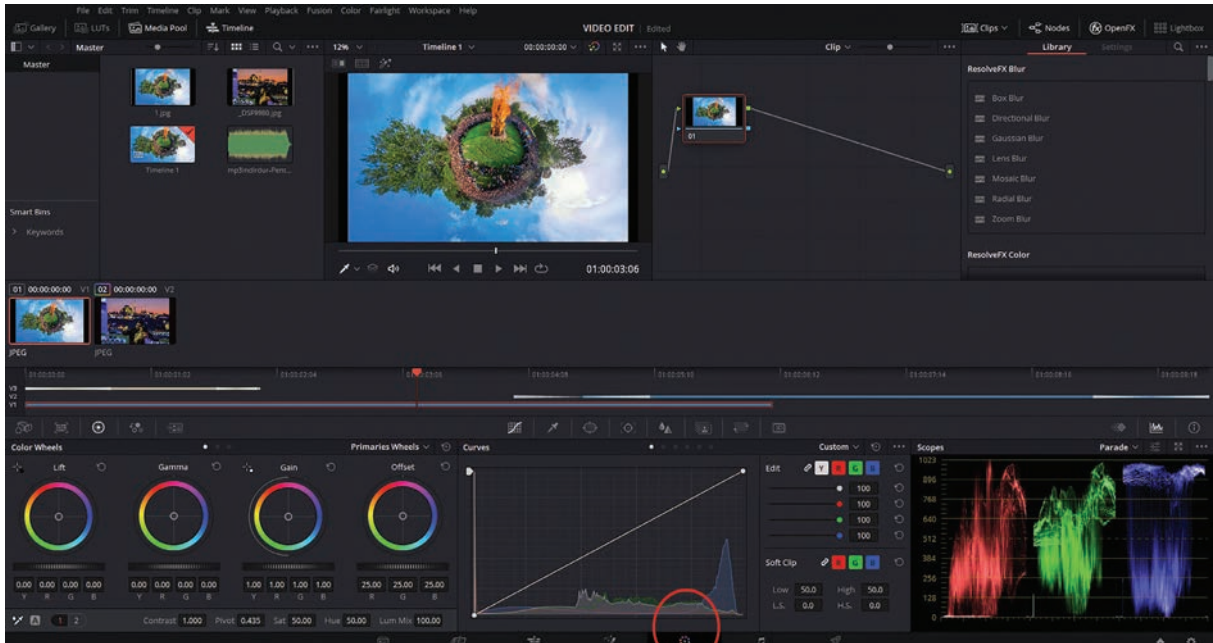 File Edit Trim Timeline Clip Mark View Playback Fusion Color Fairlight Workspace Help
Gallery LUTs Media Pool Timeline VIDEO EDIT Edited Clips Nodes OpenFX Lightbox
Master 12% Timeline 1 00:00:00:00 Clip Library Settings
Master
ResolveFX Blur
Box Blur
Directional Blur
Gaussian Blur
Lens Blur
Mosaic Blur
Radial Blur
Zoom Blur
ResolveFX Color
1.jpg
Timeline 1
Smart Bins
Keywords
01
01:00:03:06
01 00:00:00:00 V1 02 00:00:00:00 V2
JPEG JPEG
V3
V2
V1
Color Wheels Primaries Wheels Curves Custom Scopes Parade
Lift Gamma Gain Offset
0.00 0.00 0.00 0.00 0.00 0.00 0.00 0.00 1.00 1.00 1.00 1.00 25.00 25.00 25.00
Y R G B Y R G B Y R G B R G B
A 1 2 Contrast 1.000 Pivot 0.435 Sat 50.00 Hue 50.00 Lum Mix 100.00
Edit Y R G B
100
100
100
100
Soft Clip R G B
Low 50.0 High 50.0
L.S. 0.0 H.S. 0.0
1023
896
768
640
512
384
256
128
0